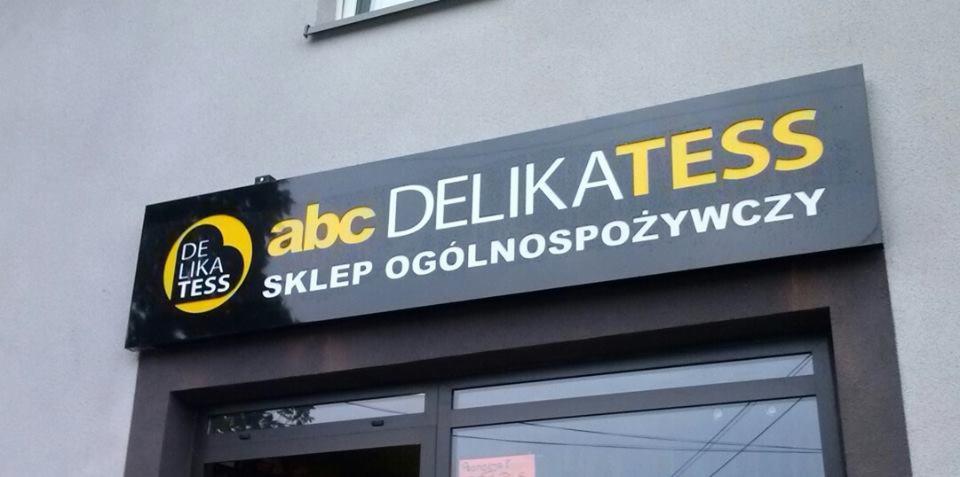 DE
LIKA
TESS
abc DELIKATESS
SKLEP OGÓLNOSPOŻYWCZY